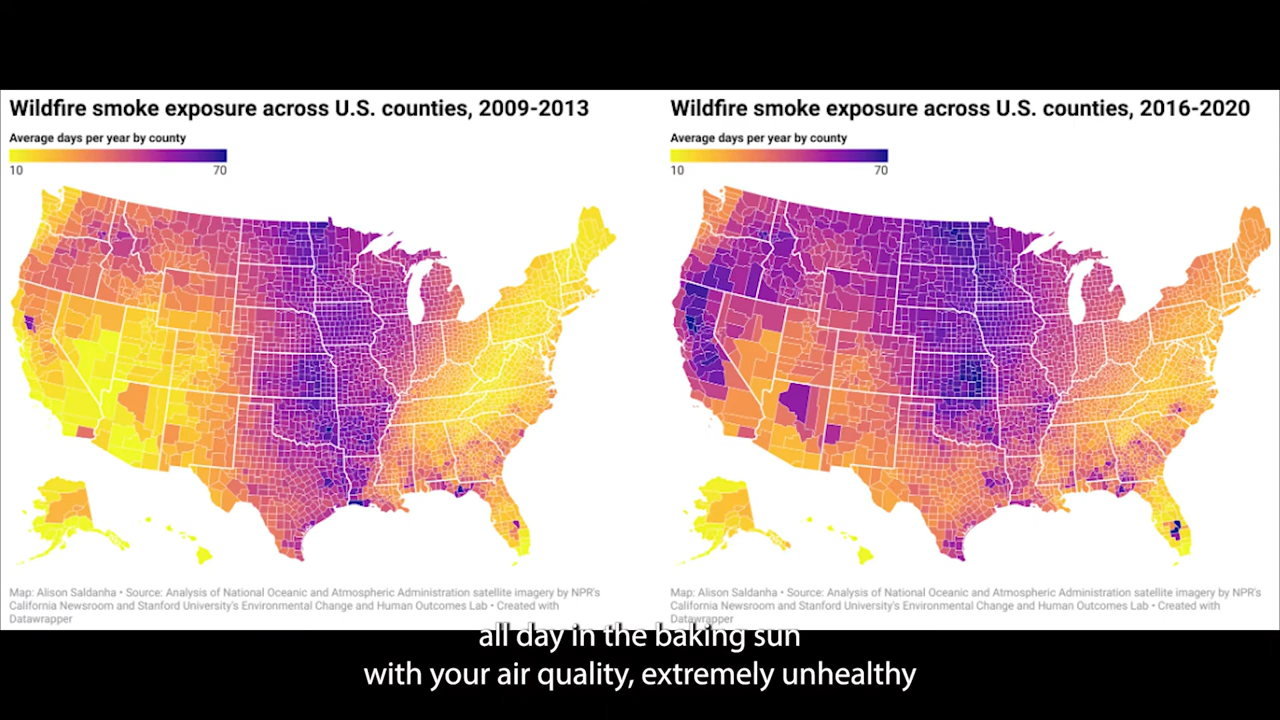 Wildfire smoke exposure across U.S. counties, 2009-2013
Average days per year by county
10 70
Map: Alison Saldanha • Source: Analysis of National Oceanic and Atmospheric Administration satellite imagery by NPR's
California Newsroom and Stanford University's Environmental Change and Human Outcomes Lab • Created with
Datawrapper
Wildfire smoke exposure across U.S. counties, 2016-2020
Average days per year by county
10 70
Map: Alison Saldanha • Source: Analysis of National Oceanic and Atmospheric Administration satellite imagery by NPR's
California Newsroom and Stanford University's Environmental Change and Human Outcomes Lab • Created with
Datawrapper
all day in the baking sun
with your air quality, extremely unhealthy